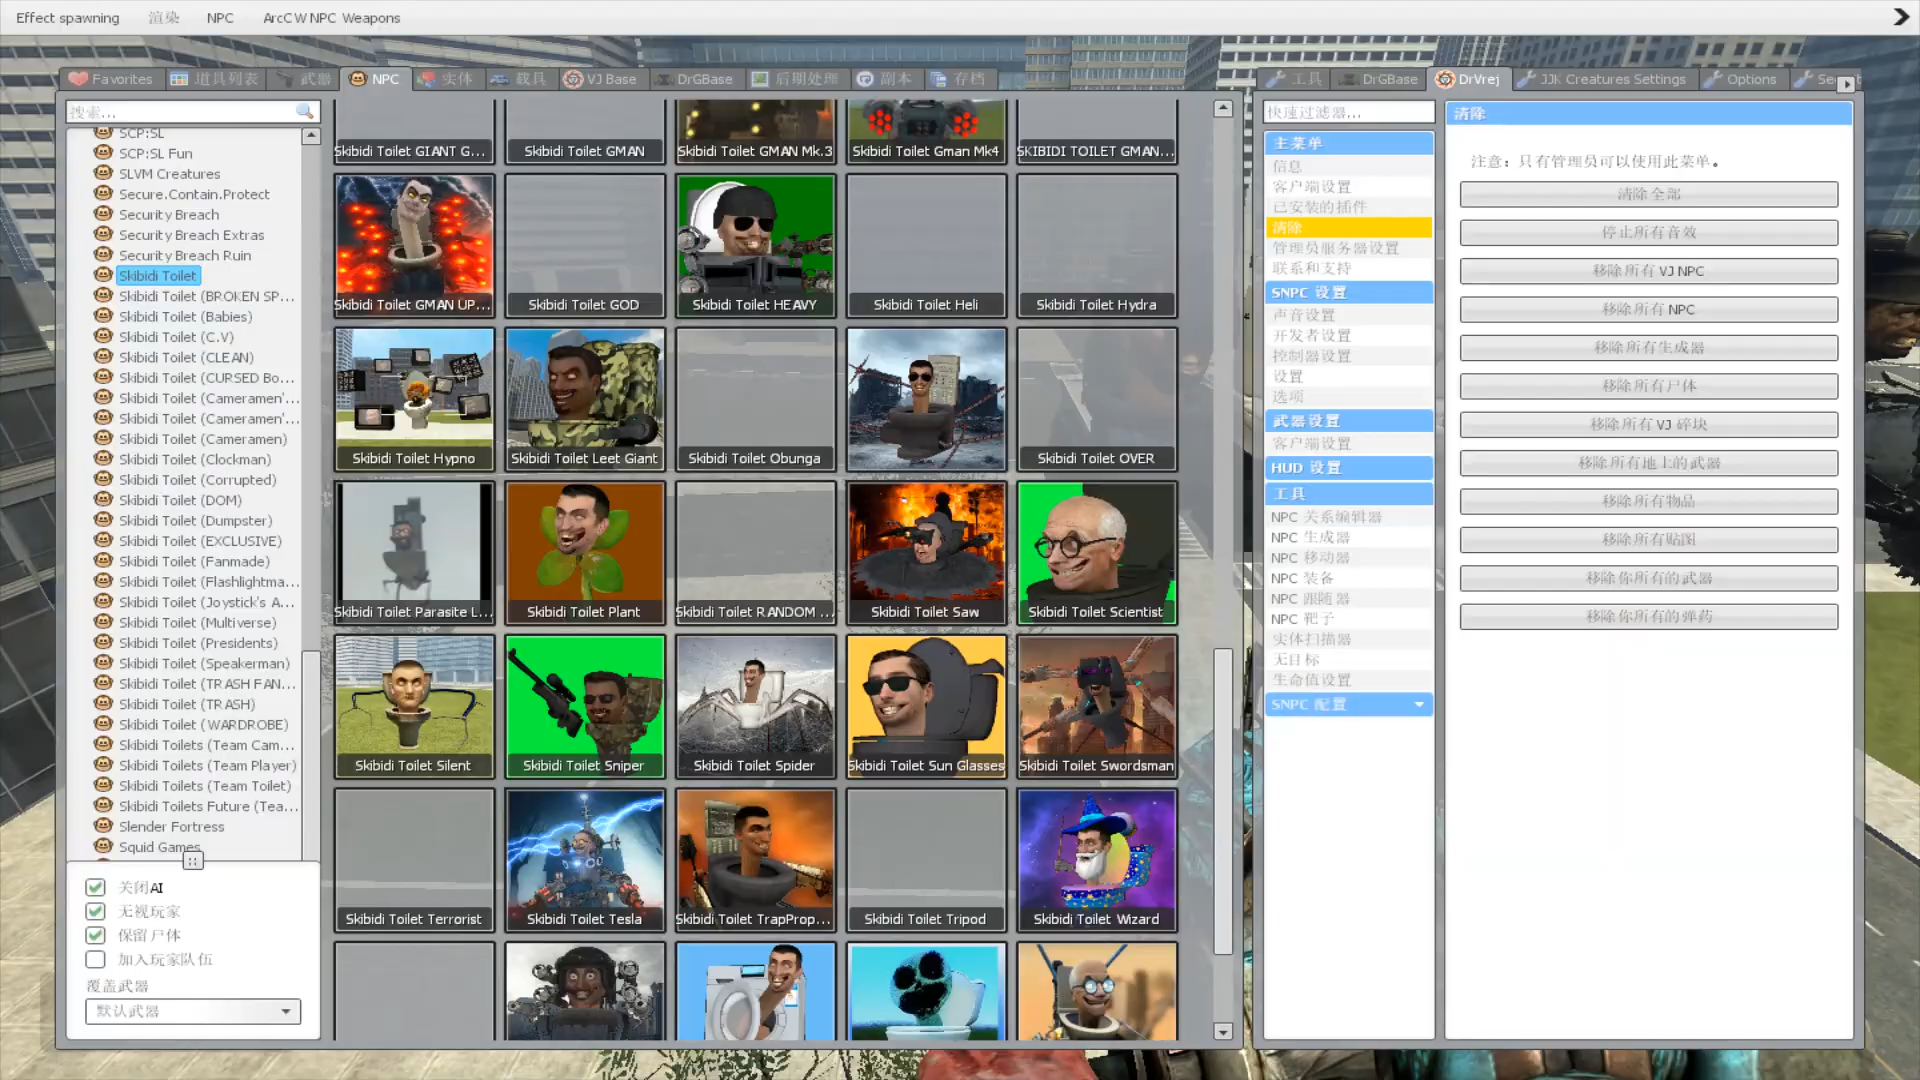 Effect spawning 渲染 NPC ArcCW NPC Weapons
Favorites 道具列表 武器 NPC 实体 载具 VJ Base DrGBase 后期处理 副本 存档
工具 DrGBase DrVrej JJK Creatures Settings Options
搜索...
SCP:SL
SCP:SL Fun
SLVM Creatures
Secure.Contain.Protect
Security Breach
Security Breach Extras
Security Breach Ruin
Skibidi Toilet
Skibidi Toilet (BROKEN SP...
Skibidi Toilet (Babies)
Skibidi Toilet (C.V)
Skibidi Toilet (CLEAN)
Skibidi Toilet (CURSED Bo...
Skibidi Toilet (Cameramen'...
Skibidi Toilet (Cameramen'...
Skibidi Toilet (Cameramen)
Skibidi Toilet (Clockman)
Skibidi Toilet (Corrupted)
Skibidi Toilet (DOM)
Skibidi Toilet (Dumpster)
Skibidi Toilet (EXCLUSIVE)
Skibidi Toilet (Fanmade)
Skibidi Toilet (Flashlightma...
Skibidi Toilet (Joystick's A...
Skibidi Toilet (Multiverse)
Skibidi Toilet (Presidents)
Skibidi Toilet (Speakerman)
Skibidi Toilet (TRASH FAN...
Skibidi Toilet (TRASH)
Skibidi Toilet (WARDROBE)
Skibidi Toilets (Team Cam...
Skibidi Toilets (Team Player)
Skibidi Toilets (Team Toilet)
Skibidi Toilets Future (Tea...
Slender Fortress
Squid Games
关闭AI
无视玩家
保留尸体
加入玩家队伍
覆盖武器
默认武器
Skibidi Toilet GIANT G... Skibidi Toilet GMAN Skibidi Toilet GMAN Mk.3 Skibidi Toilet Gman Mk4 SKIBIDI TOILET GMAN...
Skibidi Toilet GMAN UP... Skibidi Toilet GOD Skibidi Toilet HEAVY Skibidi Toilet Heli Skibidi Toilet Hydra
Skibidi Toilet Hypno Skibidi Toilet Leet Giant Skibidi Toilet Obunga Skibidi Toilet OVER
Skibidi Toilet Parasite L... Skibidi Toilet Plant Skibidi Toilet RANDOM ... Skibidi Toilet Saw Skibidi Toilet Scientist
Skibidi Toilet Silent Skibidi Toilet Sniper Skibidi Toilet Spider Skibidi Toilet Sun Glasses Skibidi Toilet Swordsman
Skibidi Toilet Terrorist Skibidi Toilet Tesla Skibidi Toilet TrapProp... Skibidi Toilet Tripod Skibidi Toilet Wizard
快速过滤器...
主菜单
信息
客户端设置
已安装的插件
清除
管理员服务器设置
联系和支持
SNPC 设置
声音设置
开发者设置
控制器设置
设置
选项
武器设置
客户端设置
HUD 设置
工具
NPC 关系编辑器
NPC 生成器
NPC 移动器
NPC 装备
NPC 跟随器
NPC 靶子
实体扫描器
无目标
生命值设置
SNPC 配置
清除
注意：只有管理员可以使用此菜单。
清除全部
停止所有音效
移除所有 VJ NPC
移除所有 NPC
移除所有生成器
移除所有尸体
移除所有 VJ 碎块
移除所有地上的武器
移除所有物品
移除所有贴图
移除你所有的武器
移除你所有的弹药